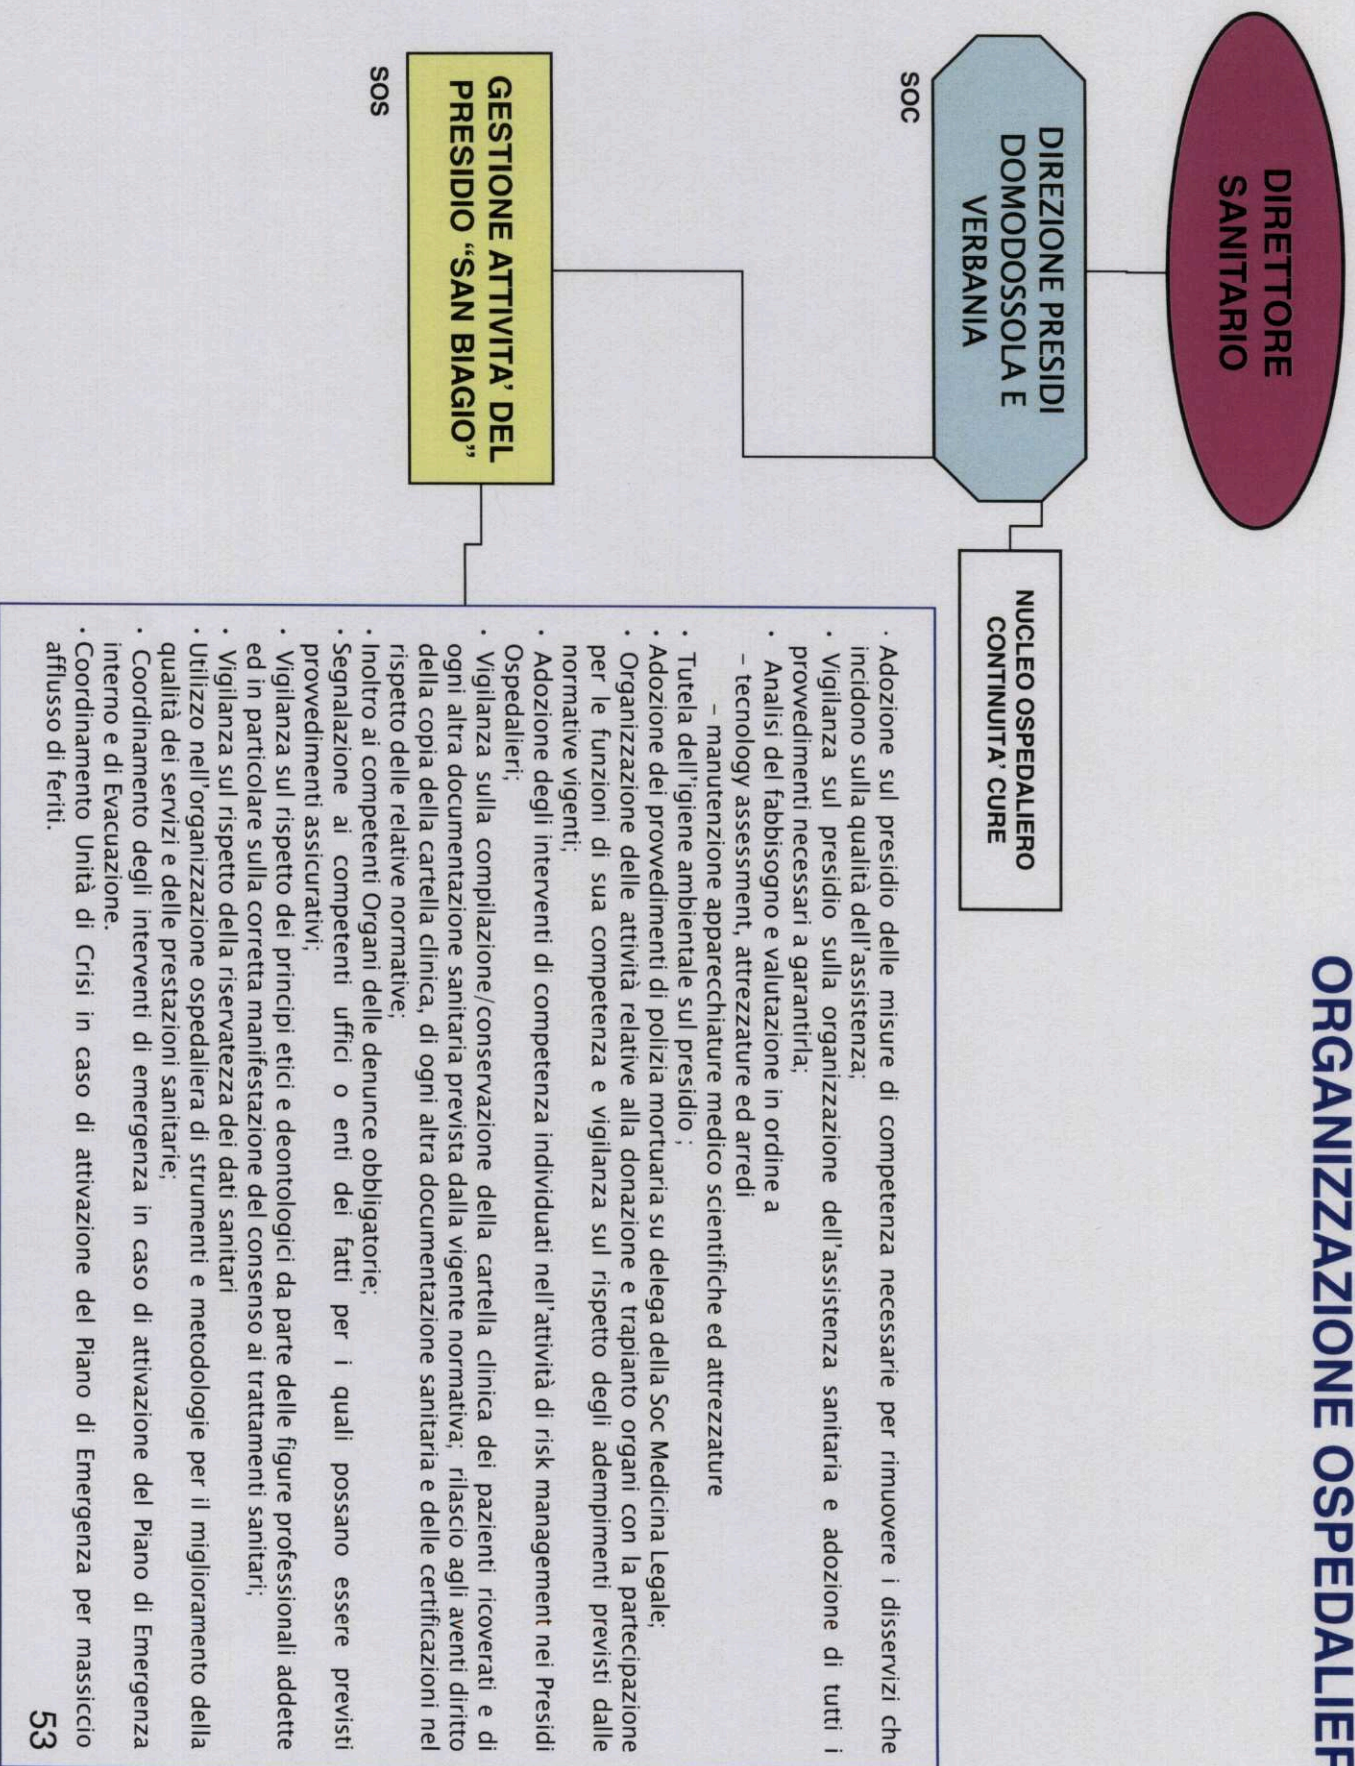 ORGANIZZAZIONE OSPEDALIER
DIRETTORE
SANITARIO
DIREZIONE PRESIDI
DOMODOSSOLA E
VERBANIA
SOC
NUCLEO OSPEDALIERO
CONTINUITA' CURE
GESTIONE ATTIVITA' DEL
PRESIDIO “SAN BIAGIO”
SOS
· Adozione sul presidio delle misure di competenza necessarie per rimuovere i disservizi che
incidono sulla qualità dell'assistenza;
· Vigilanza sul presidio sulla organizzazione dell'assistenza sanitaria e adozione di tutti i
provvedimenti necessari a garantirla;
· Analisi del fabbisogno e valutazione in ordine a
– tecnology assessment, attrezzature ed arredi
– manutenzione apparecchiature medico scientifiche ed attrezzature
· Tutela dell'igiene ambientale sul presidio ;
· Adozione dei provvedimenti di polizia mortuaria su delega della Soc Medicina Legale;
· Organizzazione delle attività relative alla donazione e trapianto organi con la partecipazione
per le funzioni di sua competenza e vigilanza sul rispetto degli adempimenti previsti dalle
normative vigenti;
· Adozione degli interventi di competenza individuati nell'attività di risk management nei Presidi
Ospedalieri;
· Vigilanza sulla compilazione/conservazione della cartella clinica dei pazienti ricoverati e di
ogni altra documentazione sanitaria prevista dalla vigente normativa; rilascio agli aventi diritto
della copia della cartella clinica, di ogni altra documentazione sanitaria e delle certificazioni nel
rispetto delle relative normative;
· Inoltro ai competenti Organi delle denunce obbligatorie;
· Segnalazione ai competenti uffici o enti dei fatti per i quali possano essere previsti
provvedimenti assicurativi;
· Vigilanza sul rispetto dei principi etici e deontologici da parte delle figure professionali addette
ed in particolare sulla corretta manifestazione del consenso ai trattamenti sanitari;
· Vigilanza sul rispetto della riservatezza dei dati sanitari
· Utilizzo nell'organizzazione ospedaliera di strumenti e metodologie per il miglioramento della
qualità dei servizi e delle prestazioni sanitarie;
· Coordinamento degli interventi di emergenza in caso di attivazione del Piano di Emergenza
interno e di Evacuazione.
· Coordinamento Unità di Crisi in caso di attivazione del Piano di Emergenza per massiccio
afflusso di feriti.
53